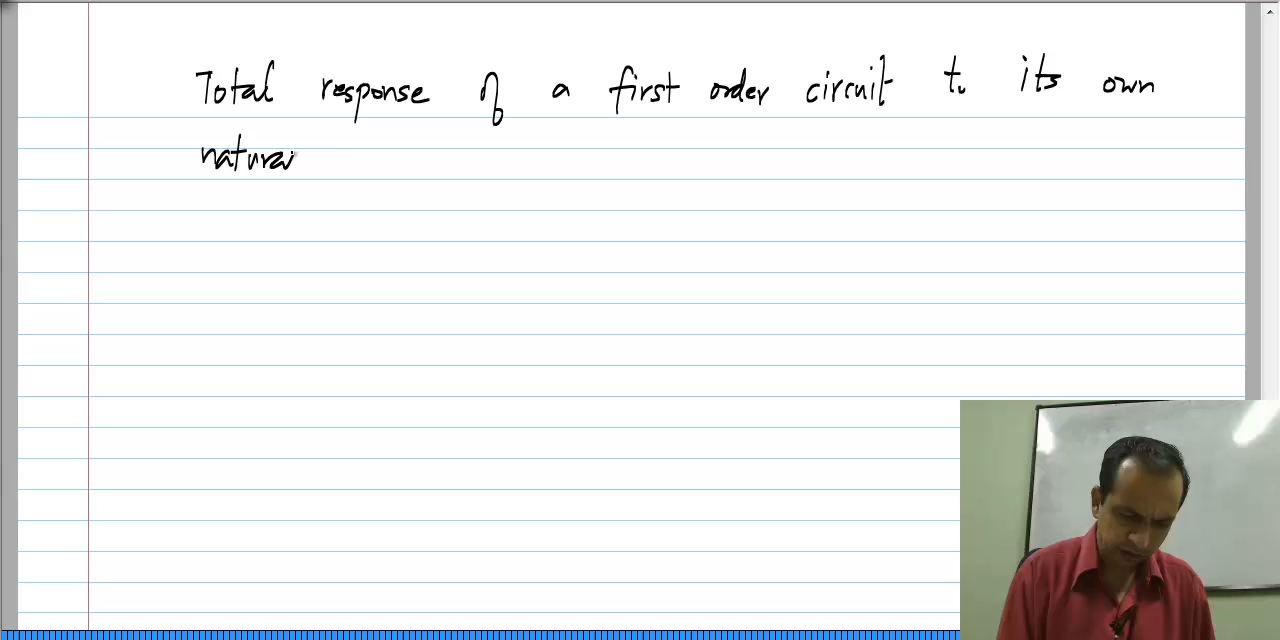 Total response of a first order circuit to its own
natural